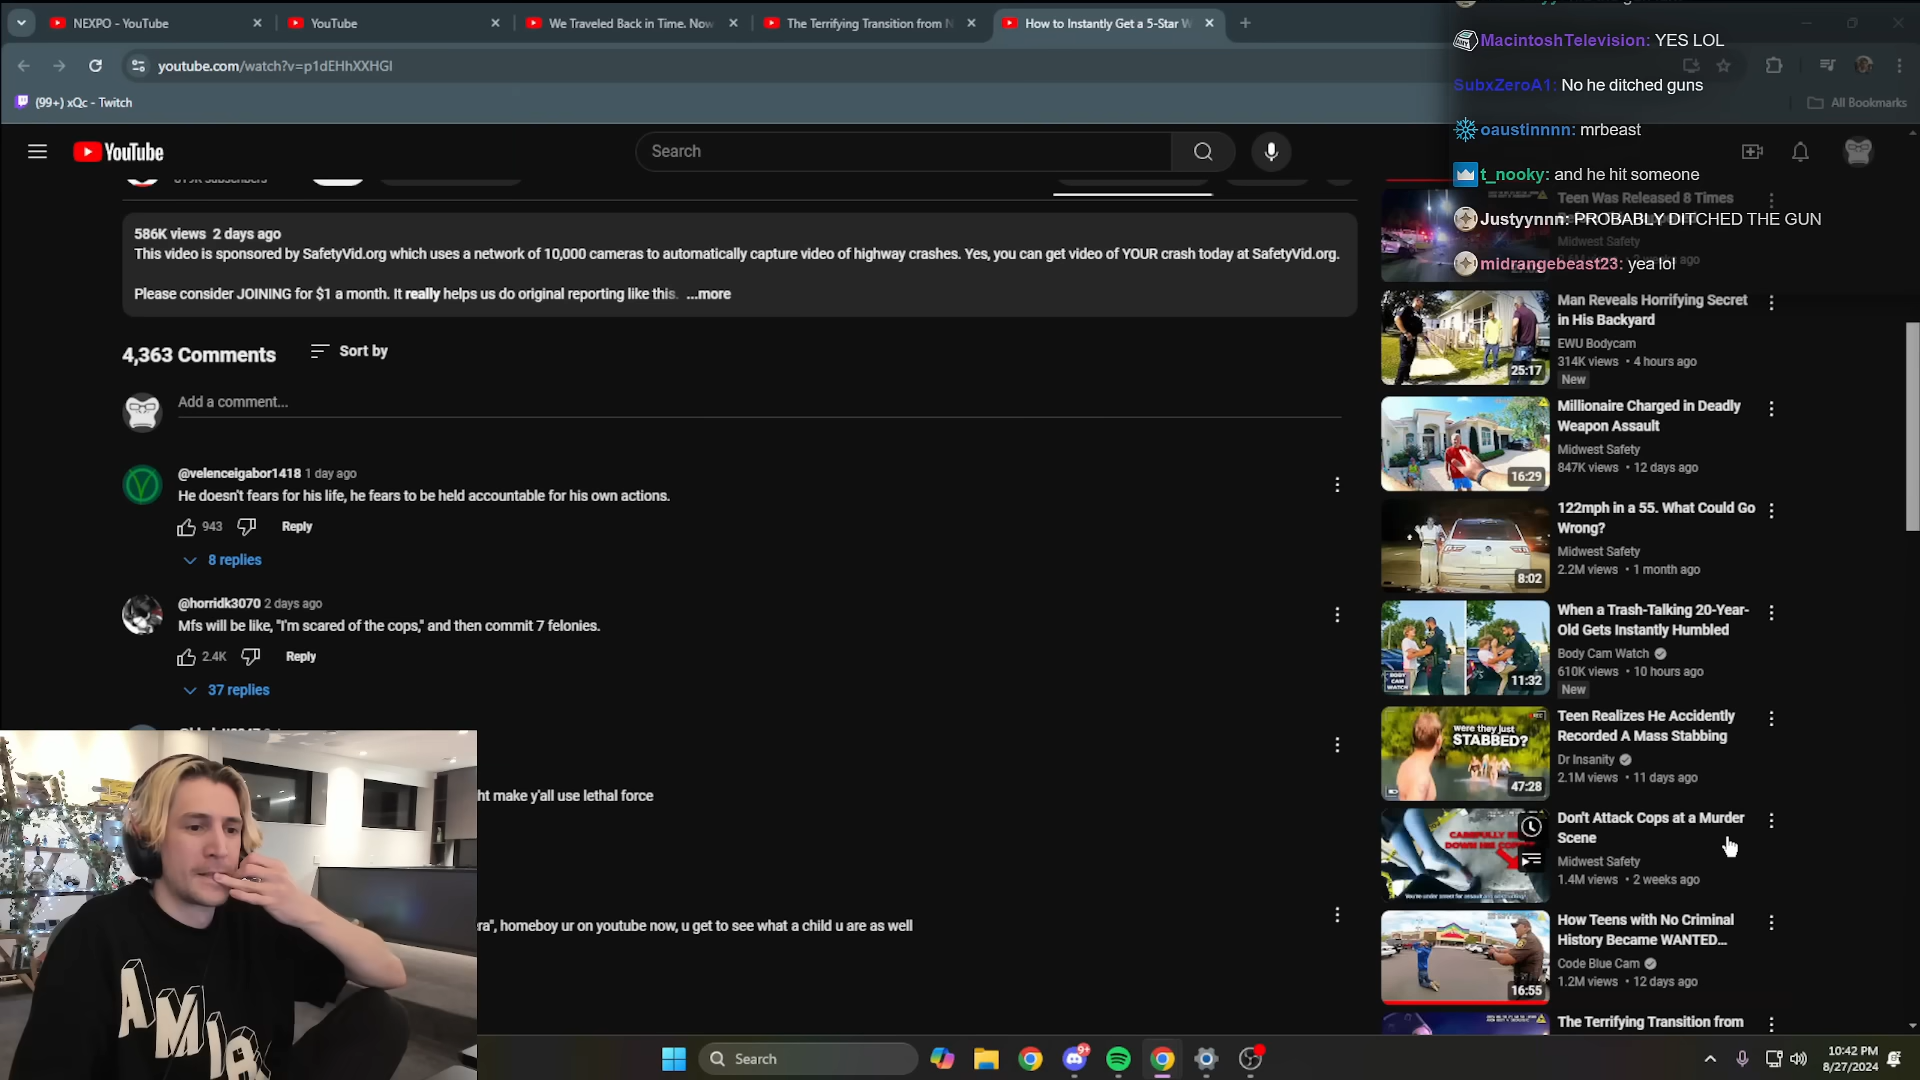 NEXPO - YouTube
YouTube
We Traveled Back in Time. Now
The Terrifying Transition from N
How to Instantly Get a 5-Star W
youtube.com/watch?v=p1dEHhXXHGI
(99+) xQc - Twitch
All Bookmarks
MacintoshTelevision: YES LOL
SubxZeroA1: No he ditched guns
oaustinnnn: mrbeast
t_nooky: and he hit someone
Justyynnn: PROBABLY DITCHED THE GUN
midrangebeast23: yea lol
YouTube
Search
819K subscribers
586K views 2 days ago
This video is sponsored by SafetyVid.org which uses a network of 10,000 cameras to automatically capture video of highway crashes. Yes, you can get video of YOUR crash today at SafetyVid.org.
Please consider JOINING for $1 a month. It really helps us do original reporting like this. ...more
4,363 Comments
Sort by
Add a comment...
@velenceigabor1418 1 day ago
He doesn't fears for his life, he fears to be held accountable for his own actions.
943
Reply
8 replies
@horridk3070 2 days ago
Mfs will be like, "I'm scared of the cops," and then commit 7 felonies.
2.4K
Reply
37 replies
ht make y'all use lethal force
era", homeboy ur on youtube now, u get to see what a child u are as well
Teen Was Released 8 Times
Midwest Safety
Man Reveals Horrifying Secret
in His Backyard
EWU Bodycam
314K views • 4 hours ago
New
25:17
Millionaire Charged in Deadly
Weapon Assault
Midwest Safety
847K views • 12 days ago
16:29
122mph in a 55. What Could Go
Wrong?
Midwest Safety
2.2M views • 1 month ago
8:02
When a Trash-Talking 20-Year-
Old Gets Instantly Humbled
Body Cam Watch
610K views • 10 hours ago
New
BODY
CAM
WATCH
11:32
Teen Realizes He Accidently
Recorded A Mass Stabbing
Dr Insanity
2.1M views • 11 days ago
were they just
STABBED?
47:28
Don't Attack Cops at a Murder
Scene
Midwest Safety
1.4M views • 2 weeks ago
How Teens with No Criminal
History Became WANTED...
Code Blue Cam
1.2M views • 12 days ago
16:55
The Terrifying Transition from
AMIR
Search
9+
10:42 PM
8/27/2024